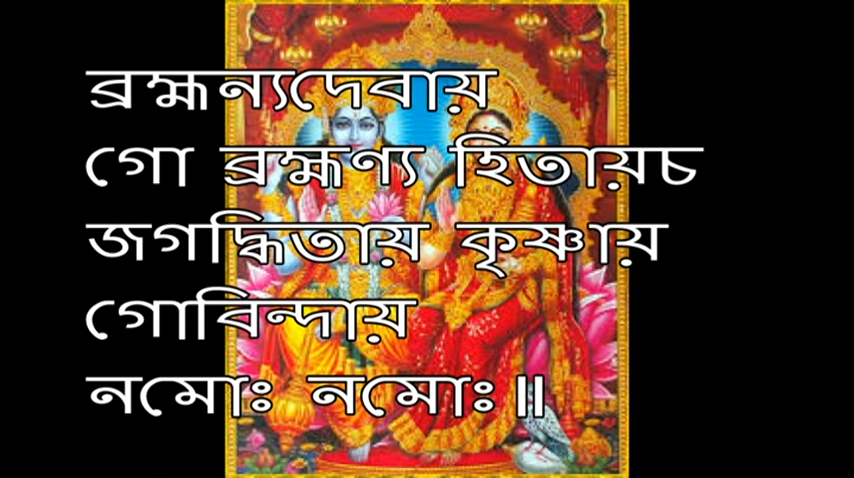 ব্রহ্মন্যদেবায়
গো ব্রহ্মণ্য হিতায়চ
জগদ্ধিতায় কৃষ্ণায়
গোবিন্দায়
নমোঃ নমোঃ॥